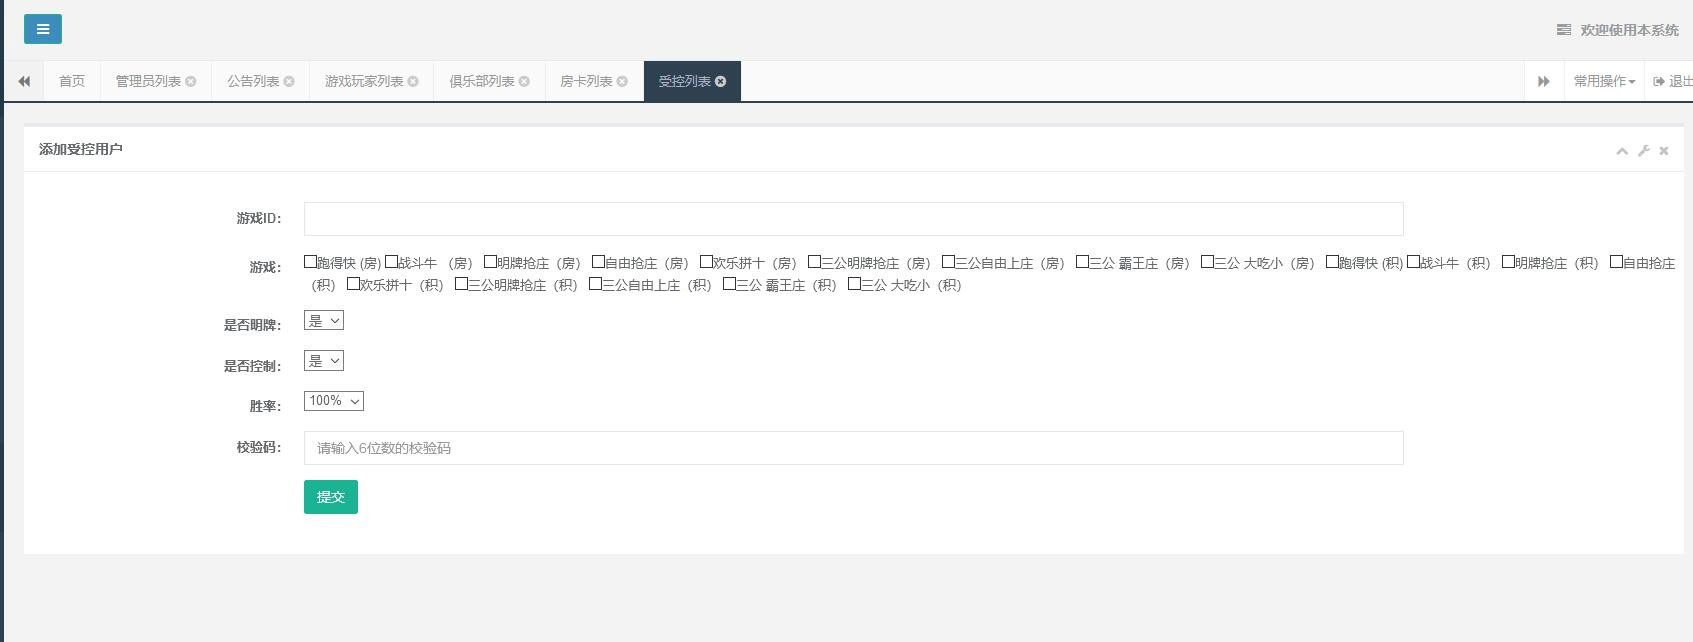 欢迎使用本系统
首页 管理员列表 公告列表 游戏玩家列表 俱乐部列表 房卡列表 受控列表 常用操作 退出
添加受控用户
游戏ID：
游戏： 跑得快 (房) 战斗牛 （房） 明牌抢庄（房） 自由抢庄（房） 欢乐拼十（房） 三公明牌抢庄（房） 三公自由上庄（房） 三公 霸王庄（房） 三公 大吃小（房） 跑得快 (积) 战斗牛（积） 明牌抢庄（积） 自由抢庄
（积） 欢乐拼十（积） 三公明牌抢庄（积） 三公自由上庄（积） 三公 霸王庄（积） 三公 大吃小（积）
是否明牌： 是
是否控制： 是
胜率： 100%
校验码： 请输入6位数的校验码
提交